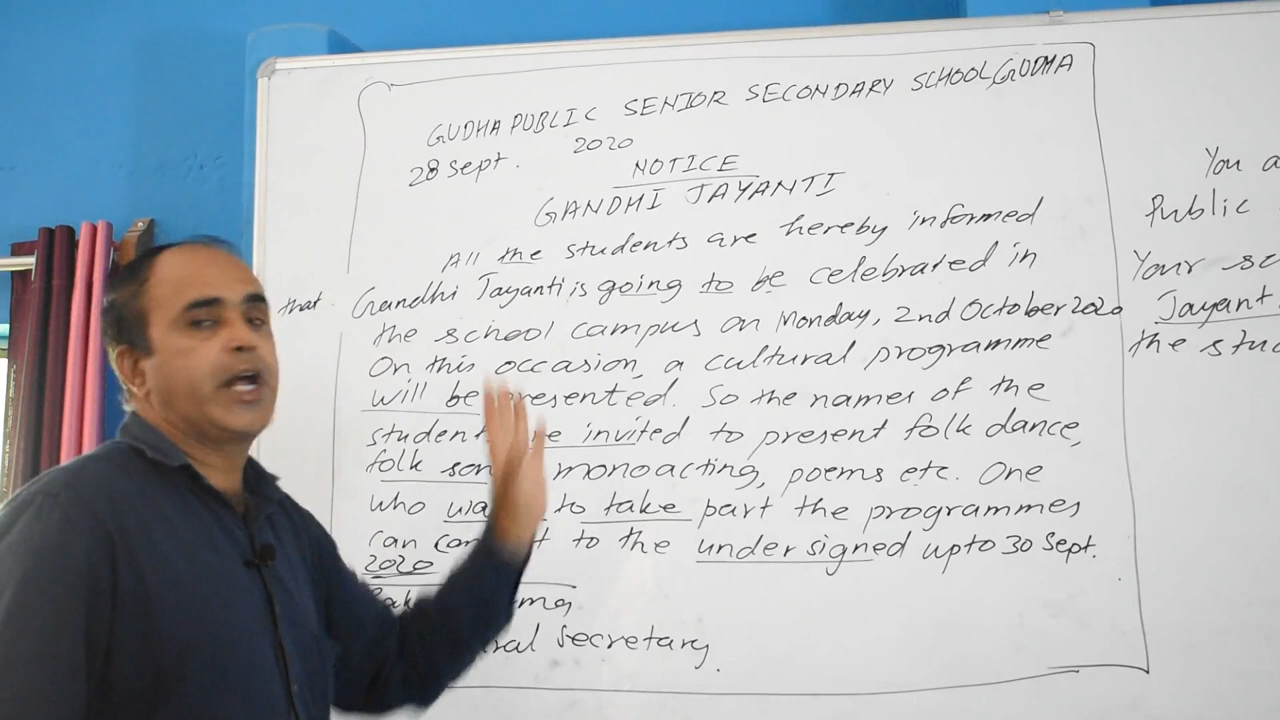 GUDHA PUBLIC SENIOR SECONDARY SCHOOL, GUDHA
28 Sept. 2020
NOTICE
GANDHI JAYANTI
All the students are hereby informed
that Gandhi Jayanti is going to be celebrated in
the school campus on Monday, 2nd October 2020
On this occasion, a cultural programme
will be presented. So the names of the
student invited to present folk dance,
folk monoacting, poems etc. One
who to take part the programmes
can to the undersigned upto 30 Sept.
2020
Secretary
You
Public
Your
Jayant
the